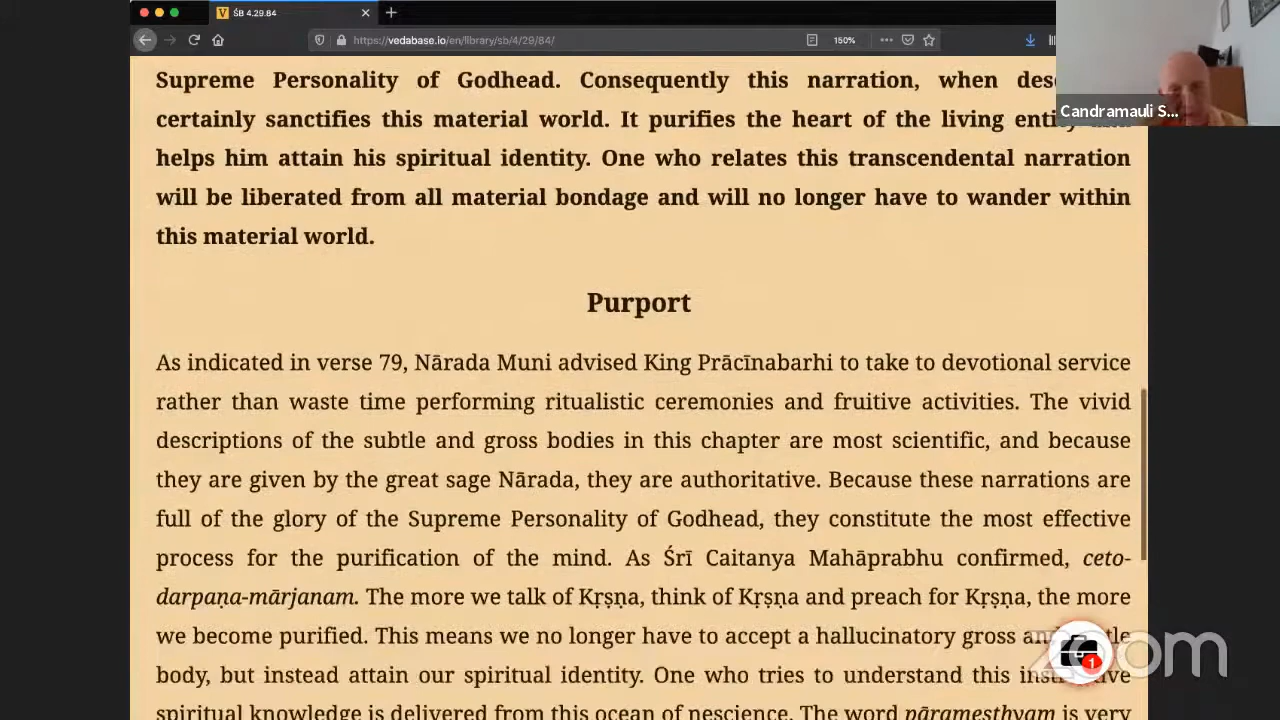 ŚB 4.29.84
https://vedabase.io/en/library/sb/4/29/84/
150%
Candramauli S...
Supreme Personality of Godhead. Consequently this narration, when
certainly sanctifies this material world. It purifies the heart of the living
helps him attain his spiritual identity. One who relates this transcendental narration
will be liberated from all material bondage and will no longer have to wander within
this material world.
Purport
As indicated in verse 79, Nārada Muni advised King Prācīnabarhi to take to devotional service
rather than waste time performing ritualistic ceremonies and fruitive activities. The vivid
descriptions of the subtle and gross bodies in this chapter are most scientific, and because
they are given by the great sage Nārada, they are authoritative. Because these narrations are
full of the glory of the Supreme Personality of Godhead, they constitute the most effective
process for the purification of the mind. As Śrī Caitanya Mahāprabhu confirmed, ceto-
darpaṇa-mārjanam. The more we talk of Kṛṣṇa, think of Kṛṣṇa and preach for Kṛṣṇa, the more
we become purified. This means we no longer have to accept a hallucinatory gross
body, but instead attain our spiritual identity. One who tries to understand this
spiritual knowledge is delivered from this ocean of nescience. The word pārameṣṭhyam is very
1
zoom